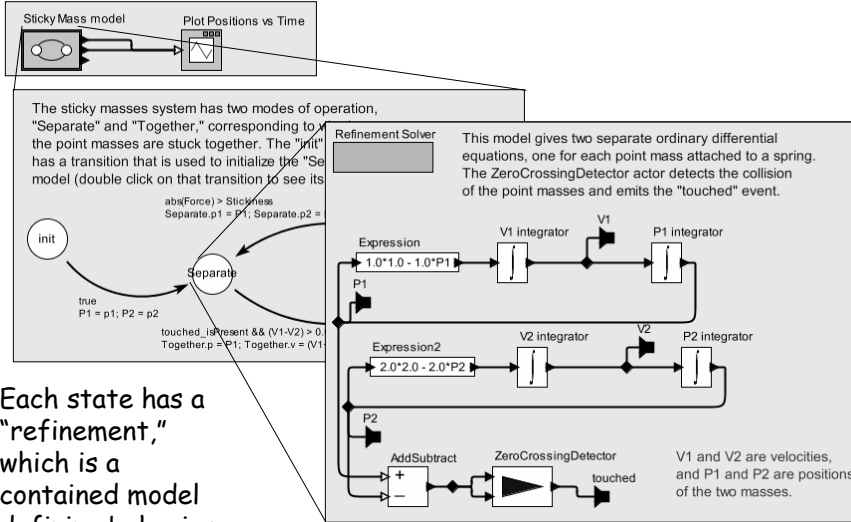 Sticky Mass model
Plot Positions vs Time
The sticky masses system has two modes of operation,
"Separate" and "Together," corresponding to
the point masses are stuck together. The "init"
has a transition that is used to initialize the "Se
model (double click on that transition to see its
abs(Force) > Stickiness
Separate.p1 = P1; Separate.p2 =
init
Separate
true
P1 = p1; P2 = p2
touched_isPresent && (V1-V2) > 0.
Together.p = P1; Together.v = (V1
Each state has a
"refinement,"
which is a
contained model
Refinement Solver
This model gives two separate ordinary differential
equations, one for each point mass attached to a spring.
The ZeroCrossingDetector actor detects the collision
of the point masses and emits the "touched" event.
V1
V1 integrator
P1 integrator
Expression
1.0*1.0 - 1.0*P1
∫
∫
P1
V2
V2 integrator
P2 integrator
Expression2
2.0*2.0 - 2.0*P2
∫
∫
P2
AddSubtract
ZeroCrossingDetector
+
−
touched
V1 and V2 are velocities,
and P1 and P2 are positions
of the two masses.